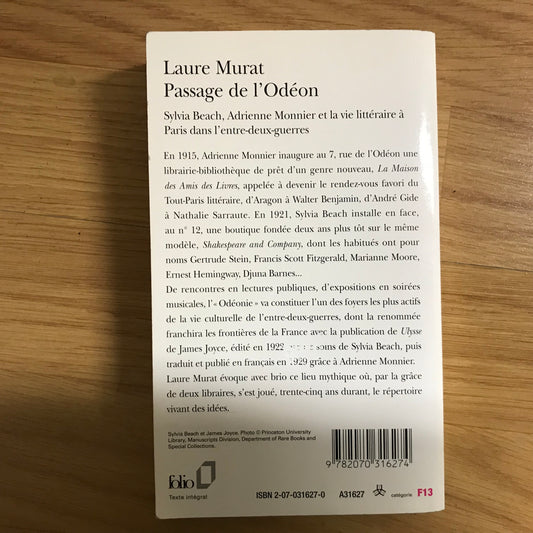 Laure Murat
Passage de l'Odéon
Sylvia Beach, Adrienne Monnier et la vie littéraire à
Paris dans l'entre-deux-guerres
En 1915, Adrienne Monnier inaugure au 7, rue de l'Odéon une
librairie-bibliothèque de prêt d'un genre nouveau, La Maison
des Amis des Livres, appelée à devenir le rendez-vous favori du
Tout-Paris littéraire, d'Aragon à Walter Benjamin, d'André Gide
à Nathalie Sarraute. En 1921, Sylvia Beach installe en face,
au n° 12, une boutique fondée deux ans plus tôt sur le même
modèle, Shakespeare and Company, dont les habitués ont pour
noms Gertrude Stein, Francis Scott Fitzgerald, Marianne Moore,
Ernest Hemingway, Djuna Barnes...
De rencontres en lectures publiques, d'expositions en soirées
musicales, l'« Odéonie » va constituer l'un des foyers les plus actifs
de la vie culturelle de l'entre-deux-guerres, dont la renommée
franchira les frontières de la France avec la publication de Ulysse
de James Joyce, édité en 1922 soins de Sylvia Beach, puis
traduit et publié en français en 1929 grâce à Adrienne Monnier.
Laure Murat évoque avec brio ce lieu mythique où, par la grâce
de deux libraires, s'est joué, trente-cinq ans durant, le répertoire
vivant des idées.
Sylvia Beach et James Joyce. Photo © Princeton University
Library, Manuscripts Division, Department of Rare Books and
Special Collections.
9 782070 316274
folio
Texte intégral
ISBN 2-07-031627-0 A31627 catégorie F13